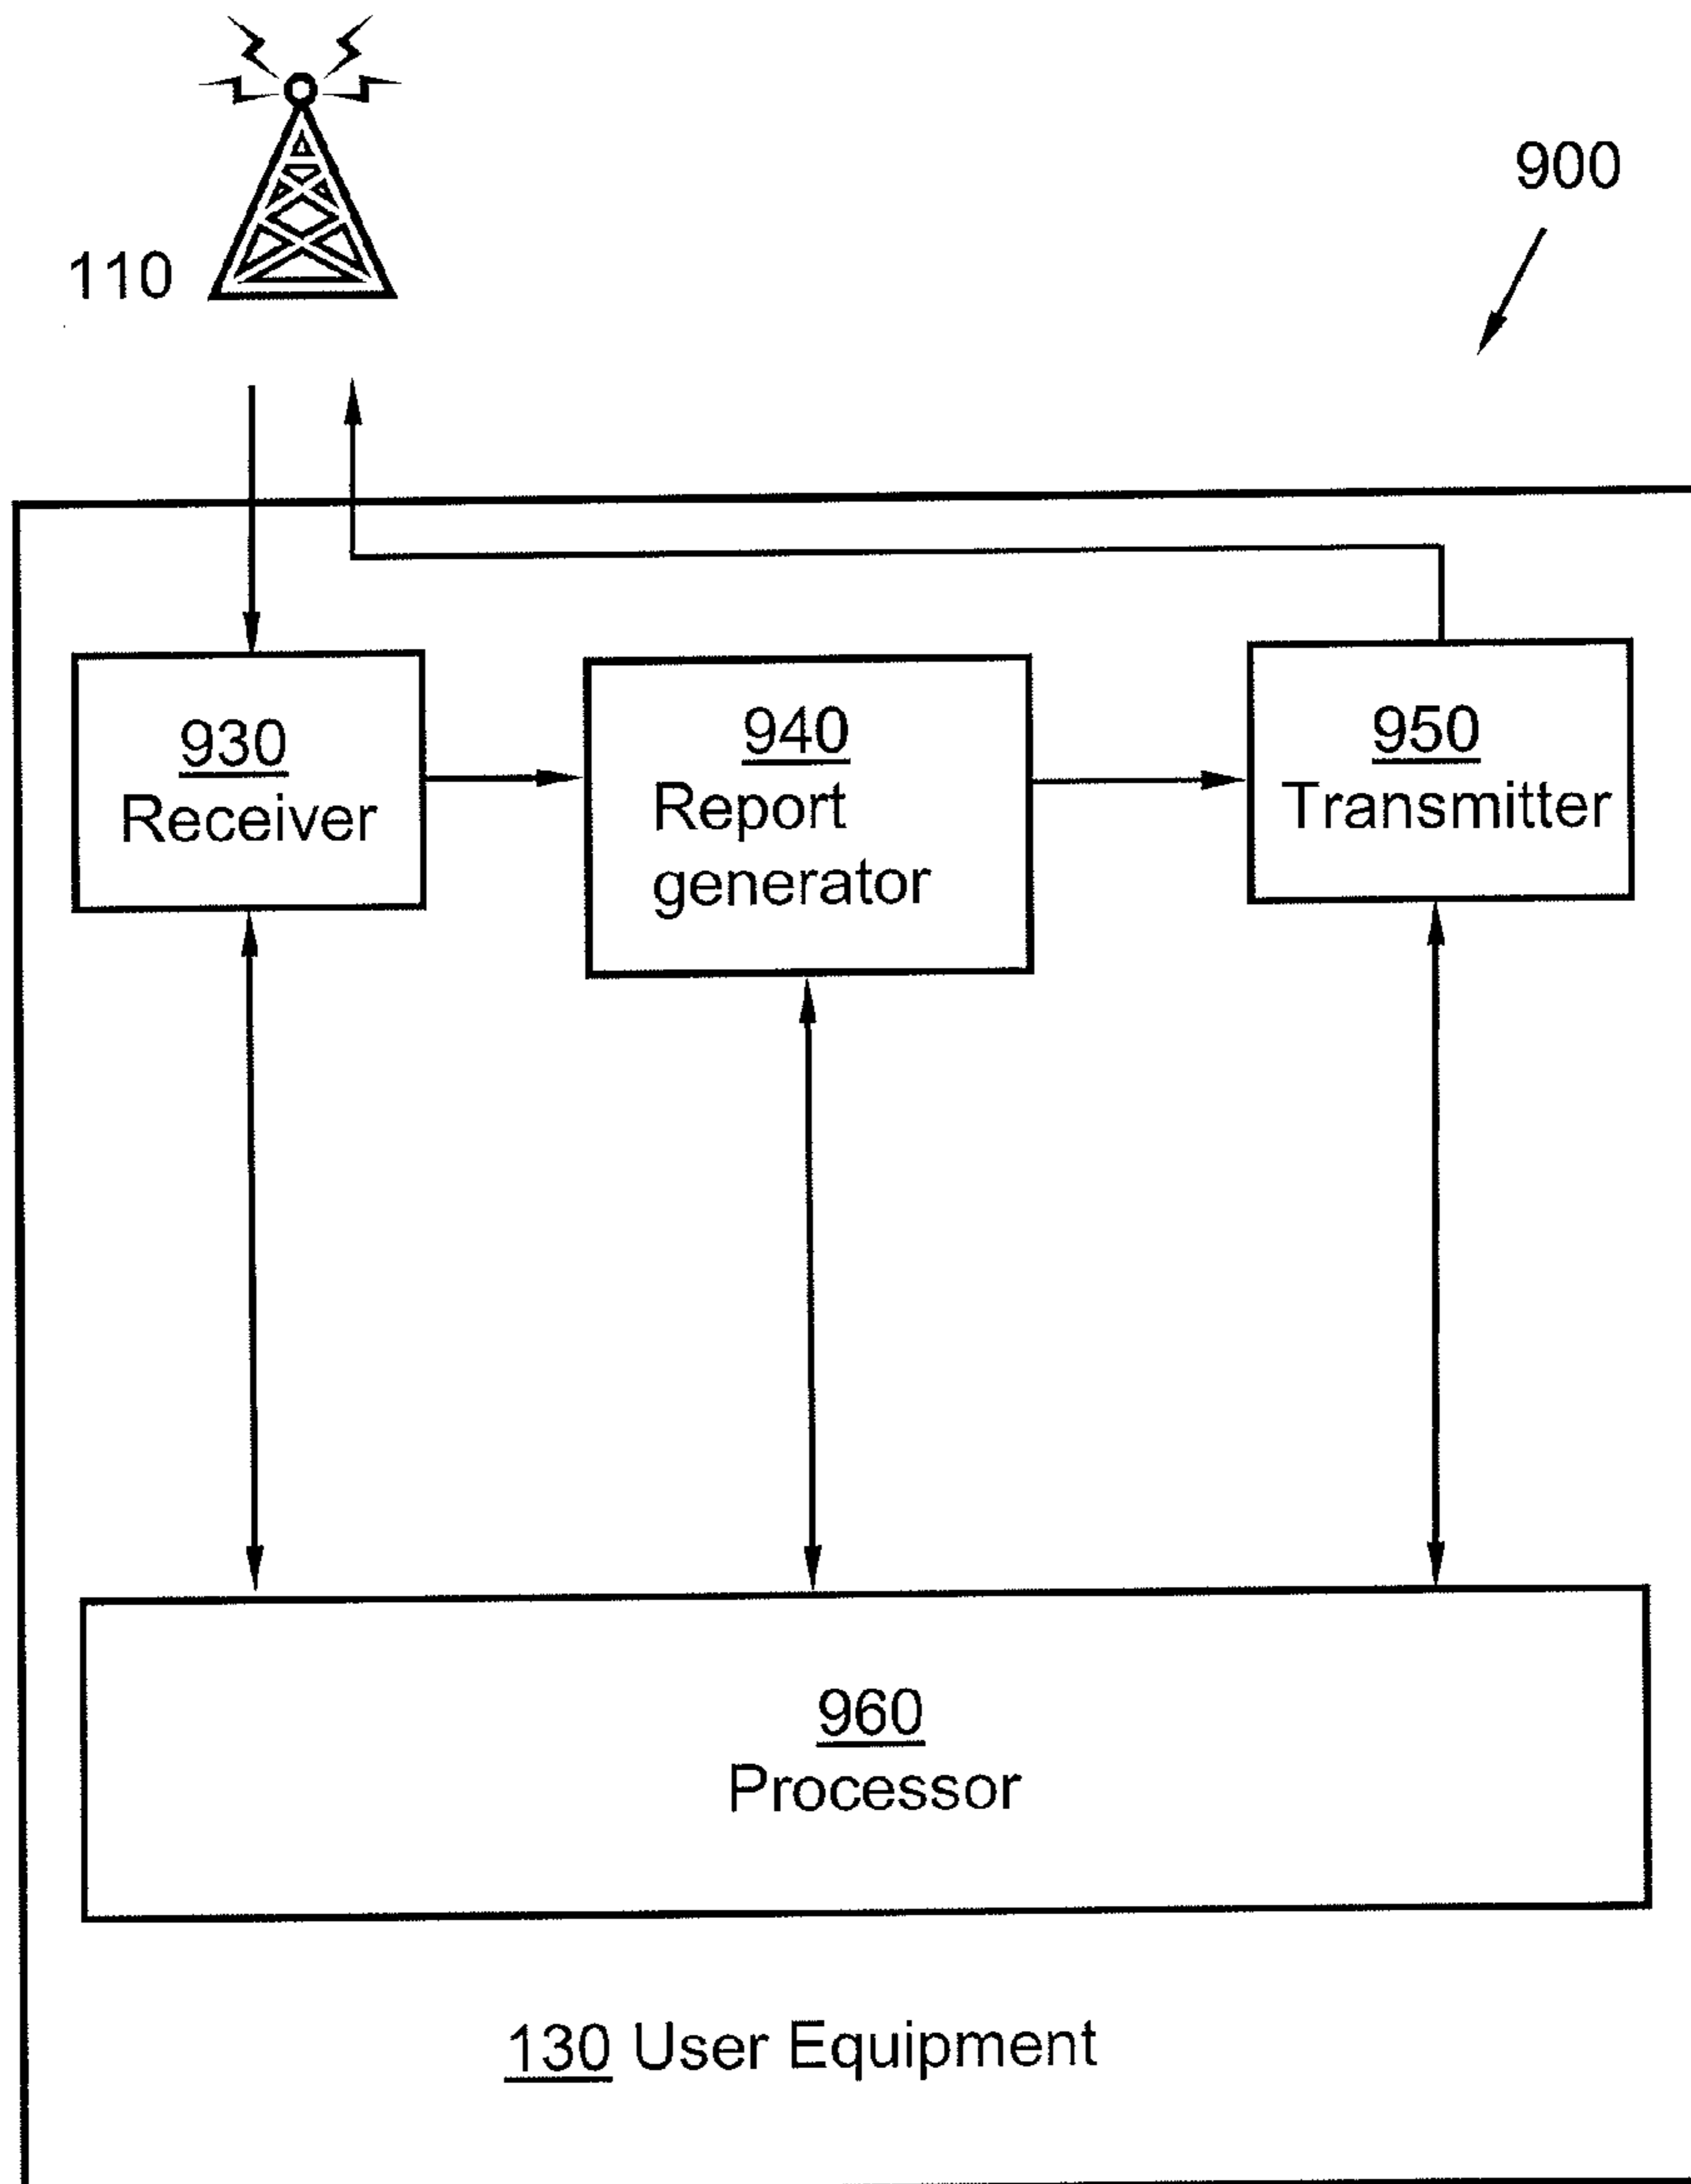 900
110
930
Receiver
940
Report
generator
950
Transmitter
960
Processor
130 User Equipment